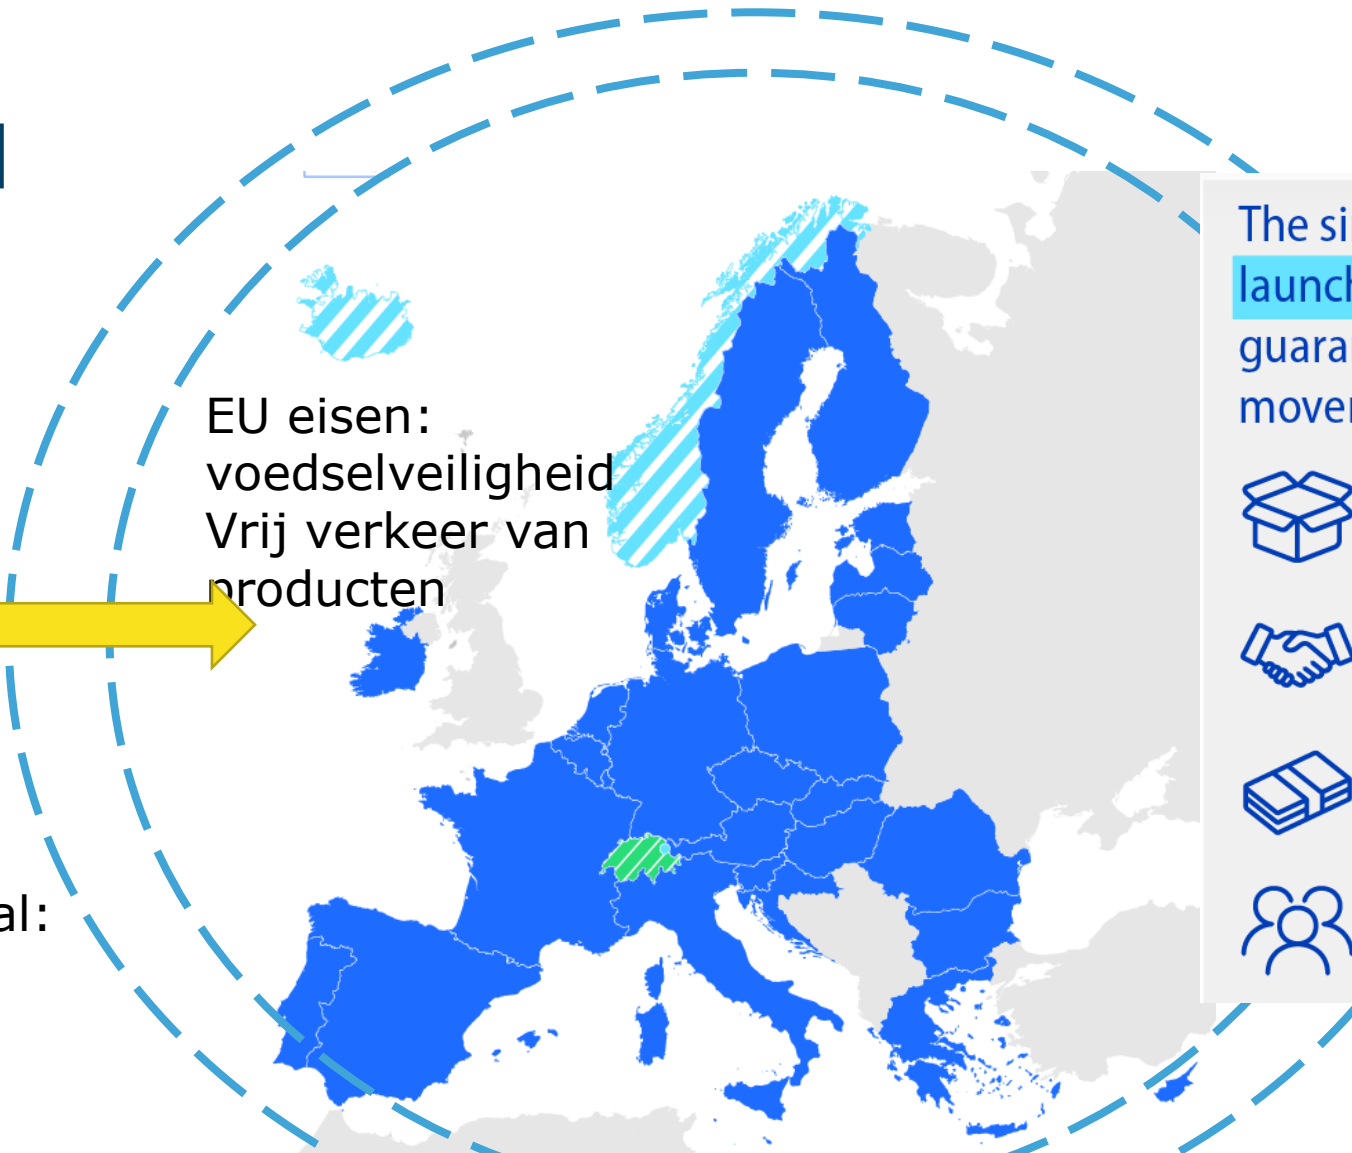 EU eisen:
voedselveiligheid
Vrij verkeer van
producten
al:
The si
launch
guara
mover